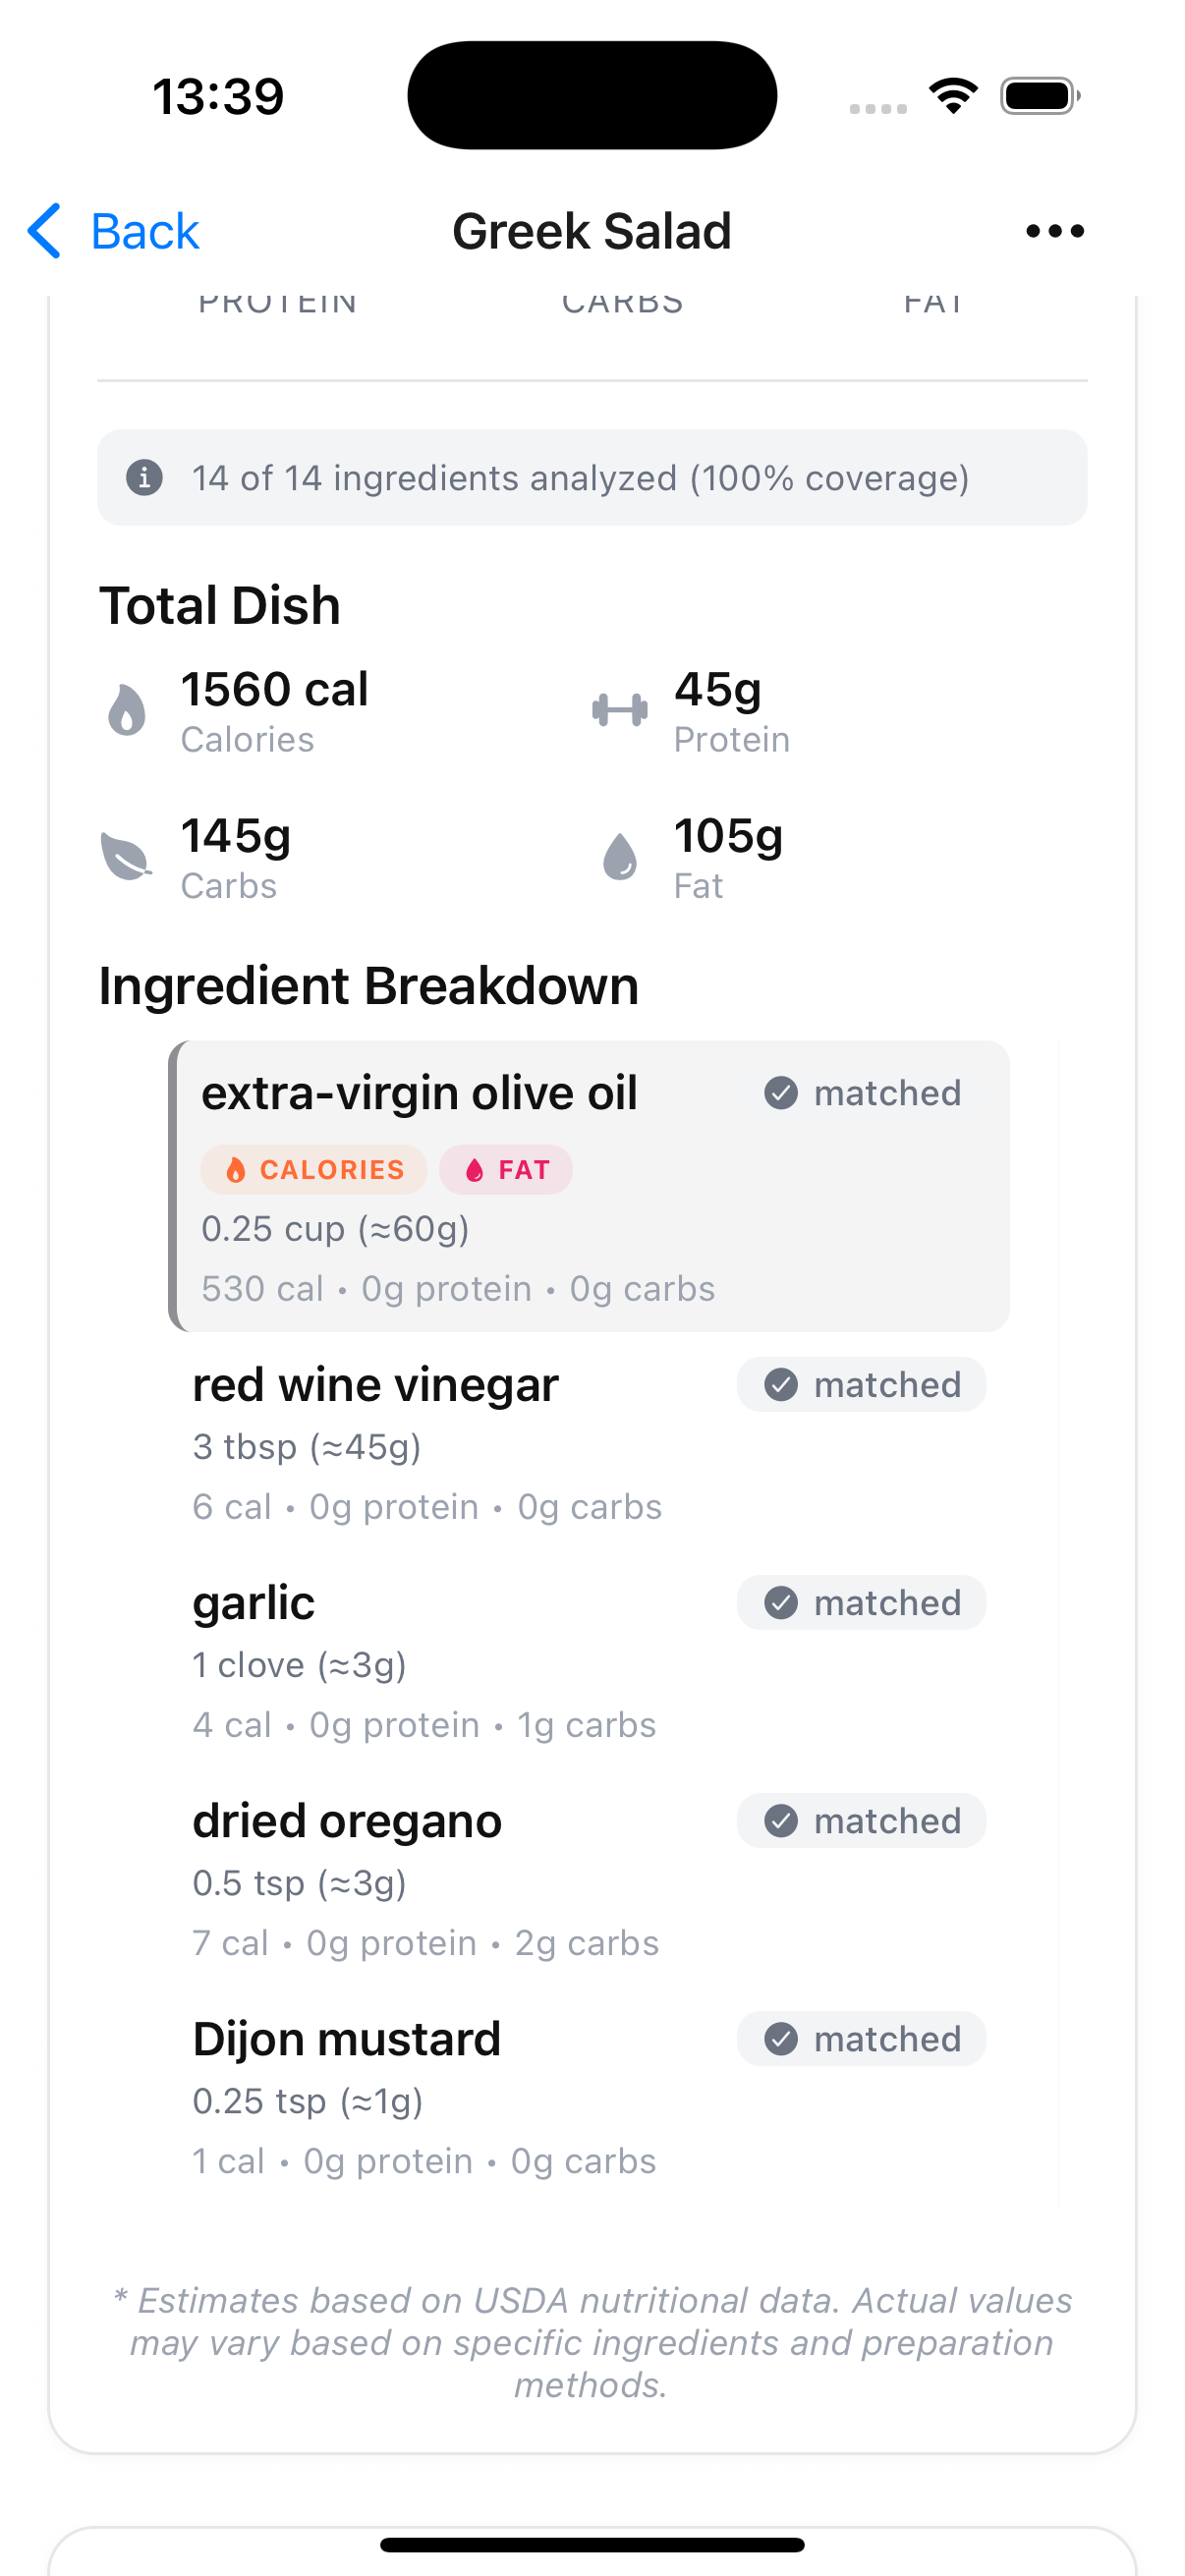 13:39
Back
Greek Salad
PROTEIN CARBS FAT
14 of 14 ingredients analyzed (100% coverage)
Total Dish
1560 cal
Calories
45g
Protein
145g
Carbs
105g
Fat
Ingredient Breakdown
extra-virgin olive oil
matched
CALORIES FAT
0.25 cup (≈60g)
530 cal • 0g protein • 0g carbs
red wine vinegar
matched
3 tbsp (≈45g)
6 cal • 0g protein • 0g carbs
garlic
matched
1 clove (≈3g)
4 cal • 0g protein • 1g carbs
dried oregano
matched
0.5 tsp (≈3g)
7 cal • 0g protein • 2g carbs
Dijon mustard
matched
0.25 tsp (≈1g)
1 cal • 0g protein • 0g carbs
* Estimates based on USDA nutritional data. Actual values
may vary based on specific ingredients and preparation
methods.